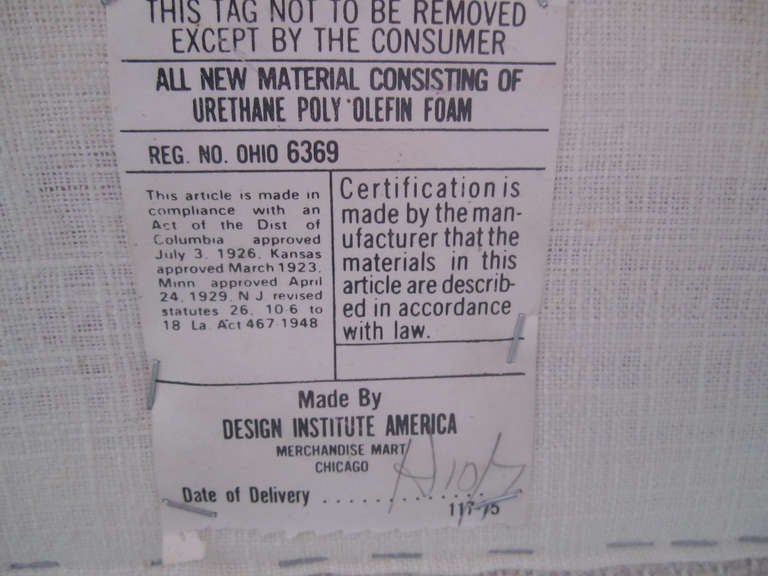 THIS TAG NOT TO BE REMOVED
EXCEPT BY THE CONSUMER
ALL NEW MATERIAL CONSISTING OF
URETHANE POLY OLEFIN FOAM
REG. NO. OHIO 6369
This article is made in
compliance with an
Act of the Dist of
Columbia approved
July 3, 1926, Kansas
approved March 1923,
Minn approved April
24, 1929, N J revised
statutes 26, 10-6 to
18 La. Act 467-1948
Certification is
made by the man-
ufacturer that the
materials in this
article are describ-
ed in accordance
with law.
Made By
DESIGN INSTITUTE AMERICA
MERCHANDISE MART
CHICAGO
Date of Delivery ..............